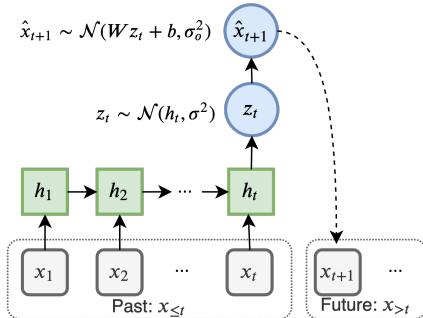 x̂_{t+1} ~ 𝒩(Wz_t + b, σ_o^2) x̂_{t+1}
z_t ~ 𝒩(h_t, σ^2) z_t
h_1 h_2 ... h_t
x_1 x_2 ... x_t x_{t+1} ...
Past: x_{≤t} Future: x_{>t}